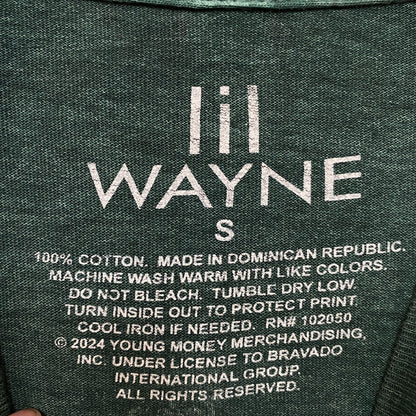 lil
WAYNE
S
100% COTTON. MADE IN DOMINICAN REPUBLIC.
MACHINE WASH WARM WITH LIKE COLORS.
DO NOT BLEACH. TUMBLE DRY LOW.
TURN INSIDE OUT TO PROTECT PRINT.
COOL IRON IF NEEDED. RN# 102050
© 2024 YOUNG MONEY MERCHANDISING,
INC. UNDER LICENSE TO BRAVADO
INTERNATIONAL GROUP.
ALL RIGHTS RESERVED.